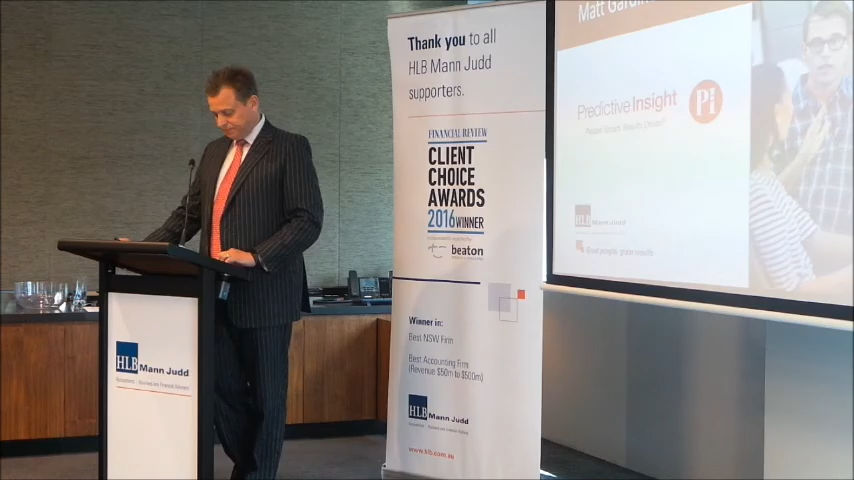 Thank you to all
HLB Mann Judd
supporters.
FINANCIAL REVIEW
CLIENT
CHOICE
AWARDS
2016 WINNER
beaton
Winner in:
Best NSW Firm
Best Accounting Firm
(Revenue $50m to $500m)
HLB Mann Judd
www.hlb.com.au
Matt
PredictiveInsight Pi
HLB Mann Judd
HLB Mann Judd